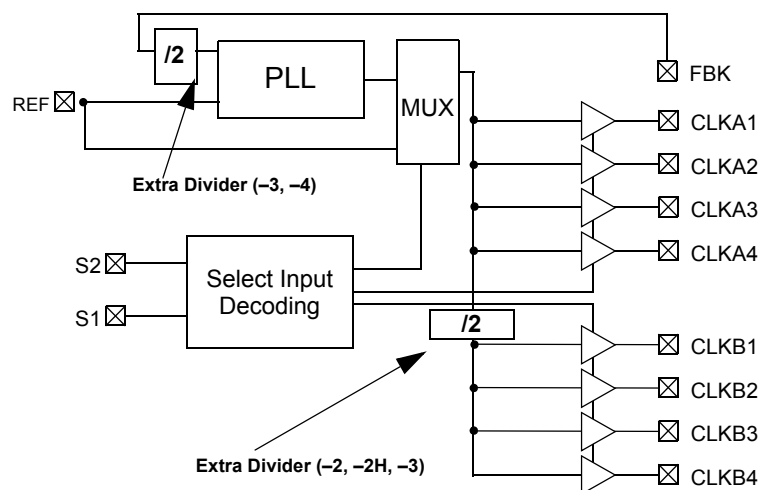 /2
PLL
FBK
REF
MUX
CLKA1
CLKA2
Extra Divider (–3, –4)
CLKA3
CLKA4
S2
Select Input
Decoding
S1
/2
CLKB1
CLKB2
CLKB3
Extra Divider (–2, –2H, –3)
CLKB4